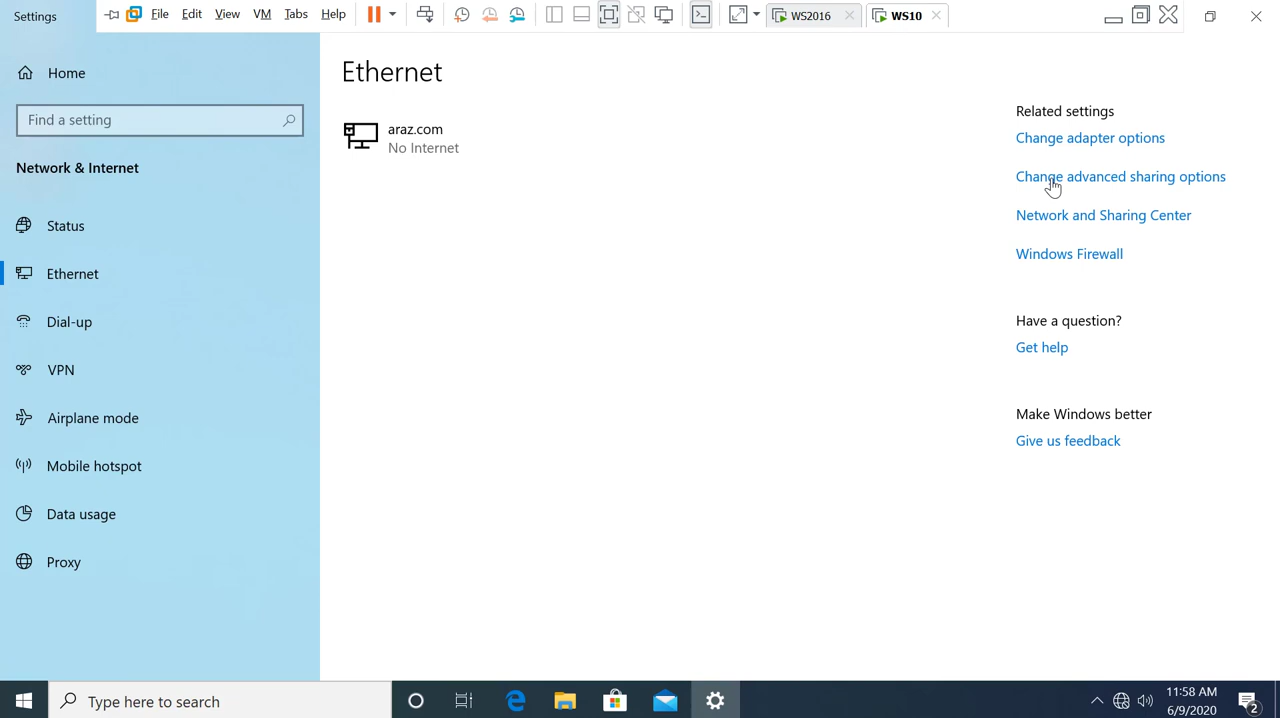 Settings
File Edit View VM Tabs Help
WS2016
WS10
Home
Find a setting
Network & Internet
Status
Ethernet
Dial-up
VPN
Airplane mode
Mobile hotspot
Data usage
Proxy
Ethernet
araz.com
No Internet
Related settings
Change adapter options
Change advanced sharing options
Network and Sharing Center
Windows Firewall
Have a question?
Get help
Make Windows better
Give us feedback
Type here to search
11:58 AM
6/9/2020
2